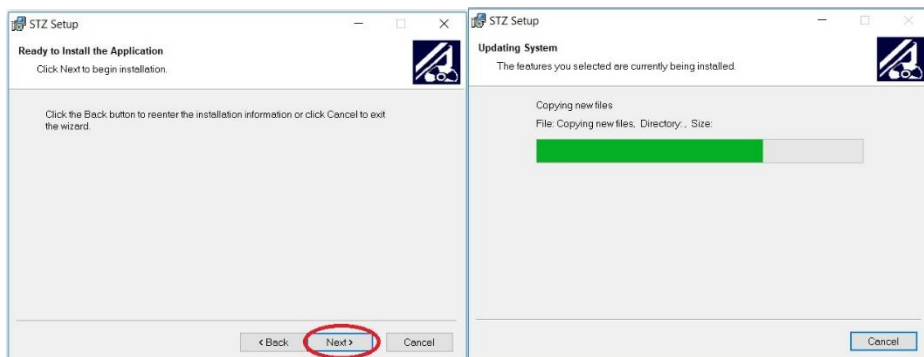 STZ Setup
Ready to Install the Application
Click Next to begin installation.
Click the Back button to reenter the installation information or click Cancel to exit
the wizard.
< Back
Next >
Cancel
STZ Setup
Updating System
The features you selected are currently being installed.
Copying new files
File: Copying new files, Directory: , Size:
Cancel